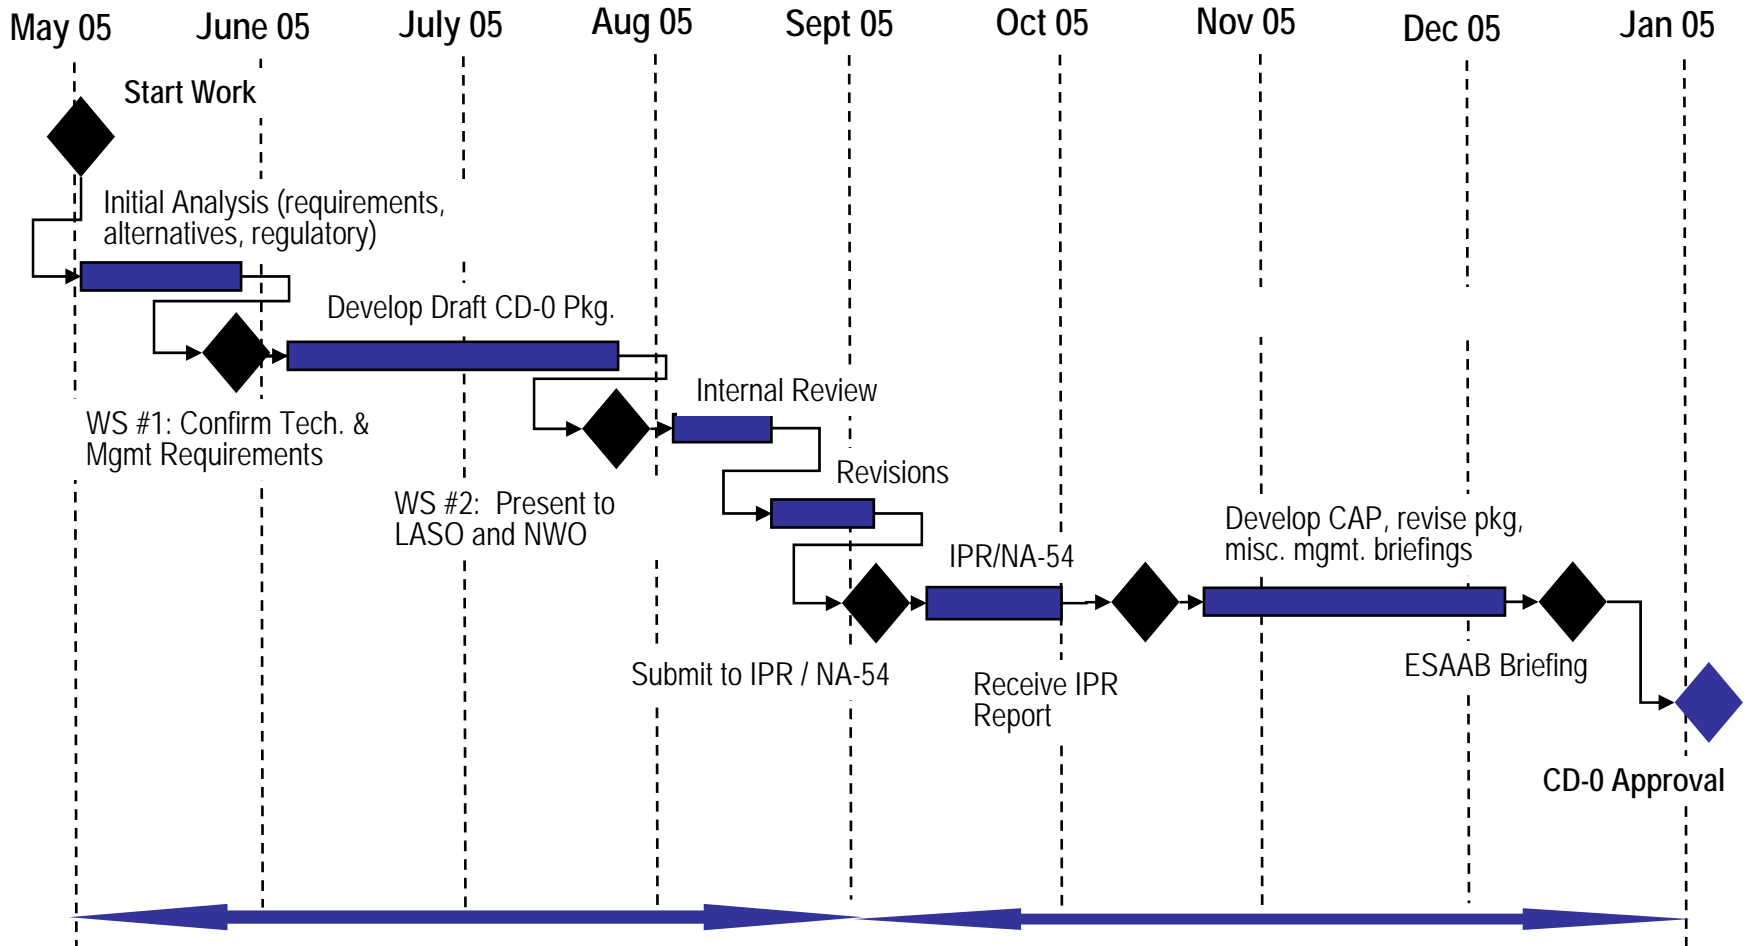 May 05 June 05 July 05 Aug 05 Sept 05 Oct 05 Nov 05 Dec 05 Jan 05
Start Work
Initial Analysis (requirements,
alternatives, regulatory)
Develop Draft CD-0 Pkg.
Internal Review
WS #1: Confirm Tech. &
Mgmt Requirements
Revisions
WS #2: Present to
LASO and NWO
Develop CAP, revise pkg,
misc. mgmt. briefings
IPR/NA-54
Submit to IPR / NA-54
Receive IPR
Report
ESAAB Briefing
CD-0 Approval